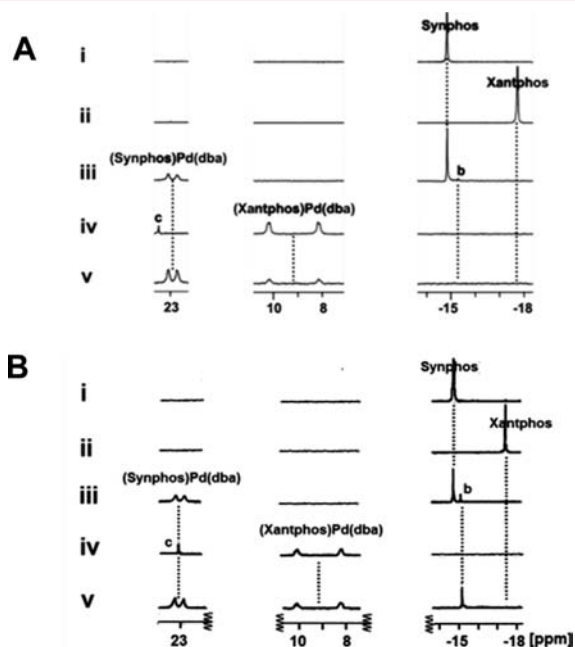 A
Synphos
i
Xantphos
ii
(Synphos)Pd(dba)
b
iii
(Xantphos)Pd(dba)
c
iv
v
23 10 8 -15 -18
B
Synphos
i
Xantphos
ii
(Synphos)Pd(dba)
b
iii
(Xantphos)Pd(dba)
c
iv
v
23 10 8 -15 -18 [ppm]